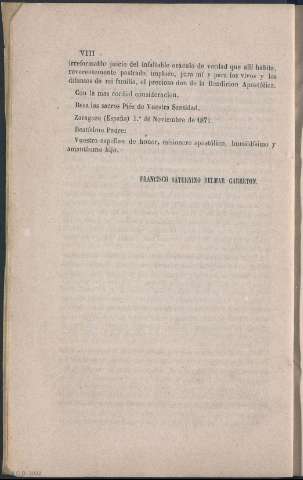 VIII
irreformable juicio del infalible oráculo de verdad que allí habita,
reverentemente postrado imploro, para mí y para los vivos y los
difuntos de mi familia, el precioso don de la Bendicion Apostólica.
Con la mas cordial consideracion.
Besa los sacros Piés de Vuestra Santidad.
Zaragoza (España) 1.º de Noviembre de 1871.
Beatísimo Padre:
Vuestro capellan de honor, misionero apostólico, humildísimo y
amantísimo hijo.
FRANCISCO SATURNINO BELMAR GARRETON.